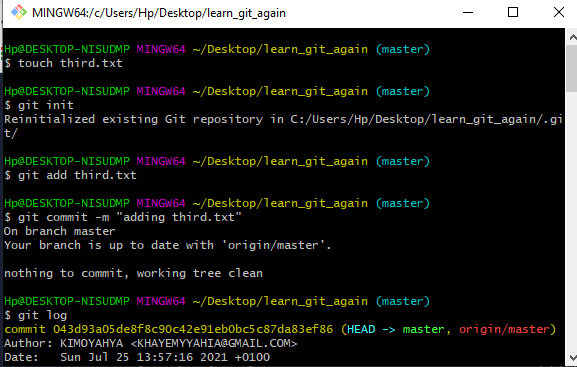 MINGW64:/c/Users/Hp/Desktop/learn_git_again
Hp@DESKTOP-NISUDMP MINGW64 ~/Desktop/learn_git_again (master)
$ touch third.txt
Hp@DESKTOP-NISUDMP MINGW64 ~/Desktop/learn_git_again (master)
$ git init
Reinitialized existing Git repository in C:/Users/Hp/Desktop/learn_git_again/.gi
t/
Hp@DESKTOP-NISUDMP MINGW64 ~/Desktop/learn_git_again (master)
$ git add third.txt
Hp@DESKTOP-NISUDMP MINGW64 ~/Desktop/learn_git_again (master)
$ git commit -m "adding third.txt"
On branch master
Your branch is up to date with 'origin/master'.
nothing to commit, working tree clean
Hp@DESKTOP-NISUDMP MINGW64 ~/Desktop/learn_git_again (master)
$ git log
commit 043d93a05de8f8c90c42e91eb0bc5c87da83ef86 (HEAD -> master, origin/master)
Author: KIMOYAHYA <KHAYEMYYAHIA@GMAIL.COM>
Date:   Sun Jul 25 13:57:16 2021 +0100